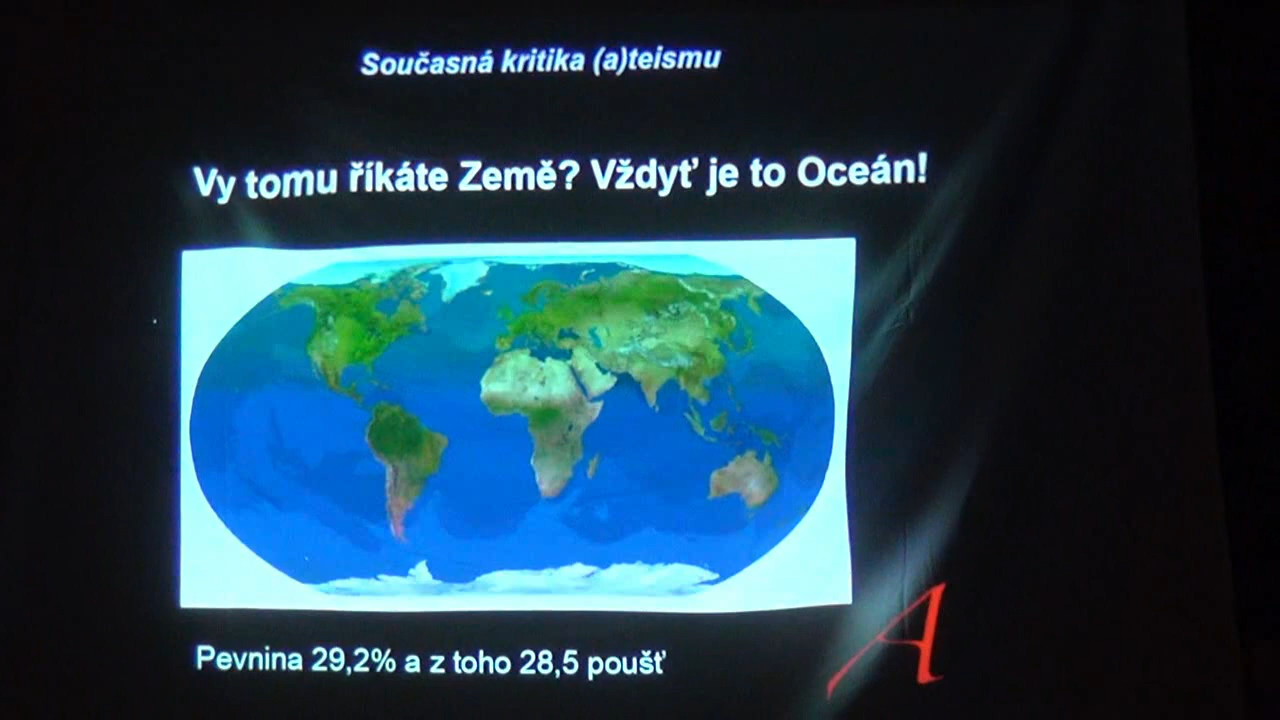 Současná kritika (a)teismu
Vy tomu říkáte Země? Vždyť je to Oceán!
Pevnina 29,2% a z toho 28,5 poušť
A